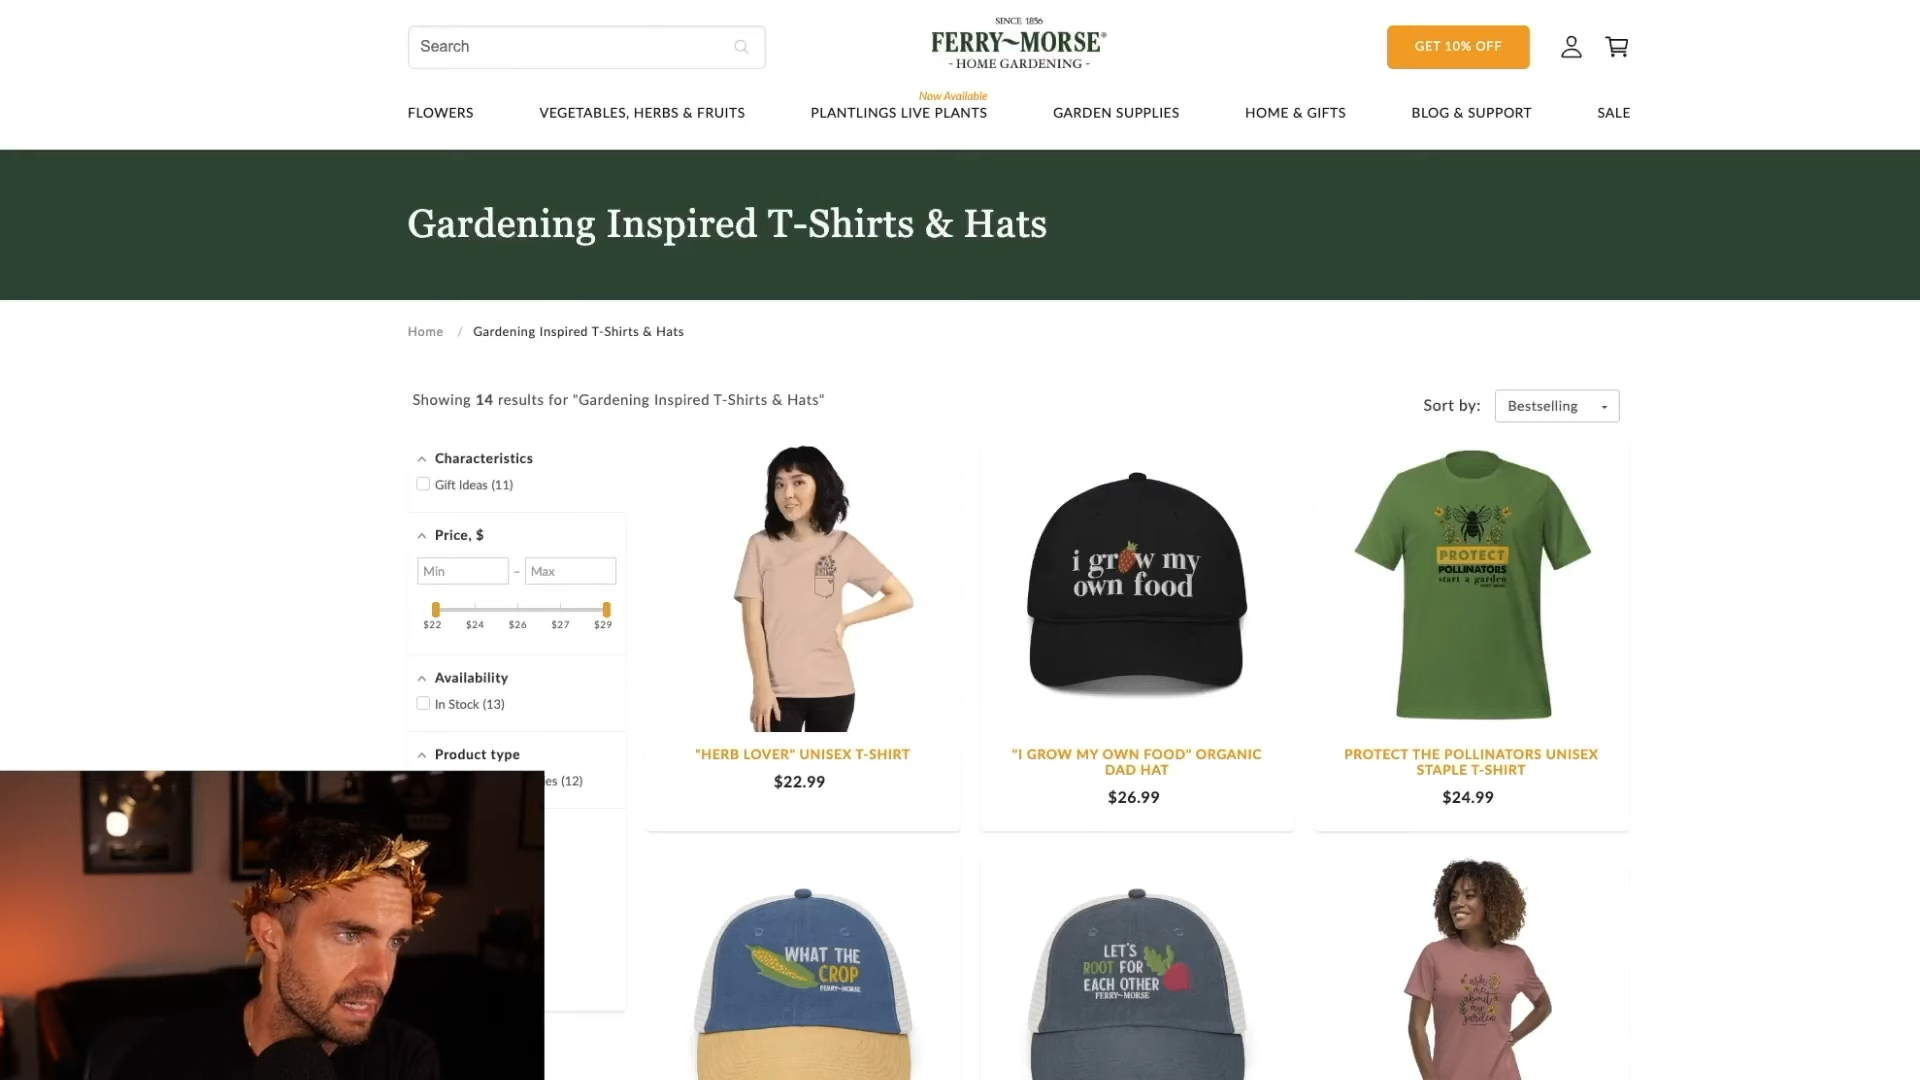 Search
SINCE 1856
FERRY~MORSE®
- HOME GARDENING -
GET 10% OFF
FLOWERS
VEGETABLES, HERBS & FRUITS
Now Available
PLANTLINGS LIVE PLANTS
GARDEN SUPPLIES
HOME & GIFTS
BLOG & SUPPORT
SALE
Gardening Inspired T-Shirts & Hats
Home / Gardening Inspired T-Shirts & Hats
Showing 14 results for "Gardening Inspired T-Shirts & Hats"
Sort by: Bestselling
Characteristics
Gift Ideas (11)
Price, $
Min - Max
$22 $24 $26 $27 $29
Availability
In Stock (13)
Product type
es (12)
"HERB LOVER" UNISEX T-SHIRT
$22.99
i grow my
own food
"I GROW MY OWN FOOD" ORGANIC
DAD HAT
$26.99
PROTECT
POLLINATORS
start a garden
PROTECT THE POLLINATORS UNISEX
STAPLE T-SHIRT
$24.99
WHAT THE
CROP
FERRY~MORSE
LET'S
ROOT FOR
EACH OTHER
FERRY~MORSE
ask
me
about
my
garden